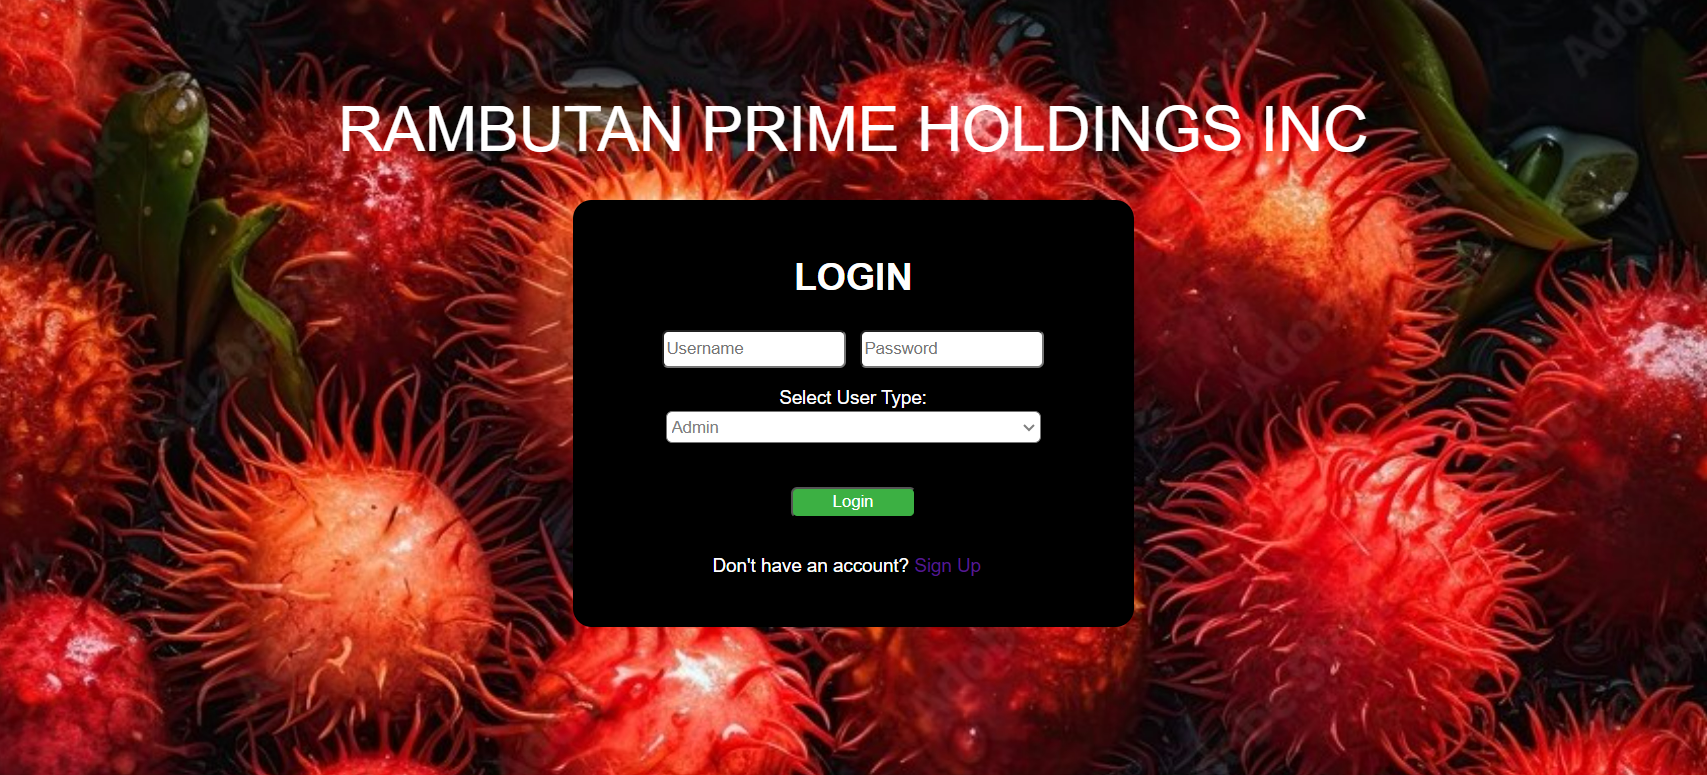 RAMBUTAN PRIME HOLDINGS INC
LOGIN
Username Password
Select User Type:
Admin
Login
Don't have an account? Sign Up